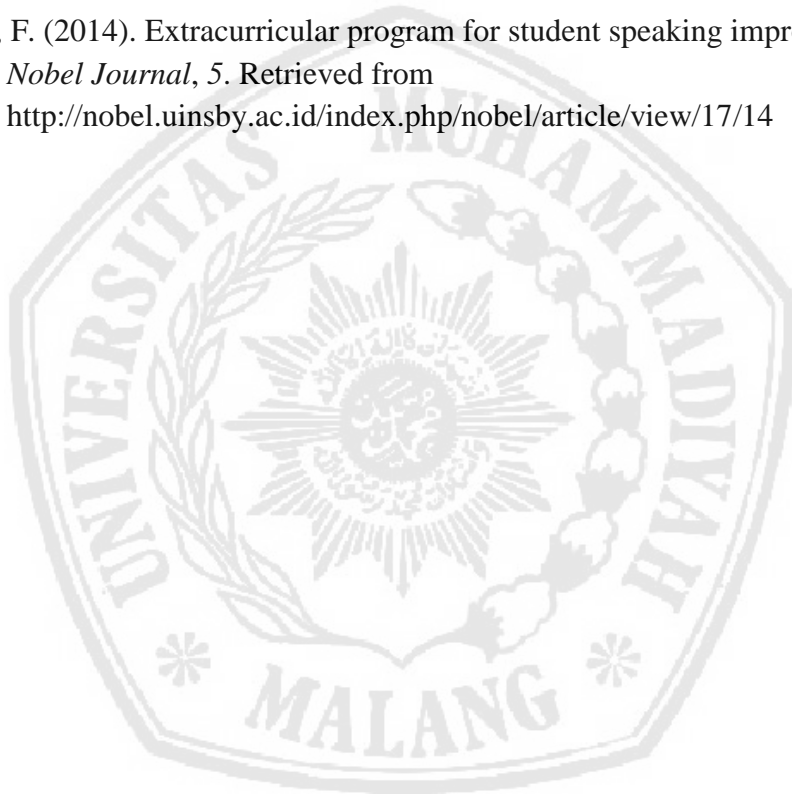 , F. (2014). Extracurricular program for student speaking impr
Nobel Journal, 5. Retrieved from
http://nobel.uinsby.ac.id/index.php/nobel/article/view/17/14
UNIVERSITAS MUHAMMADIYAH
MALANG